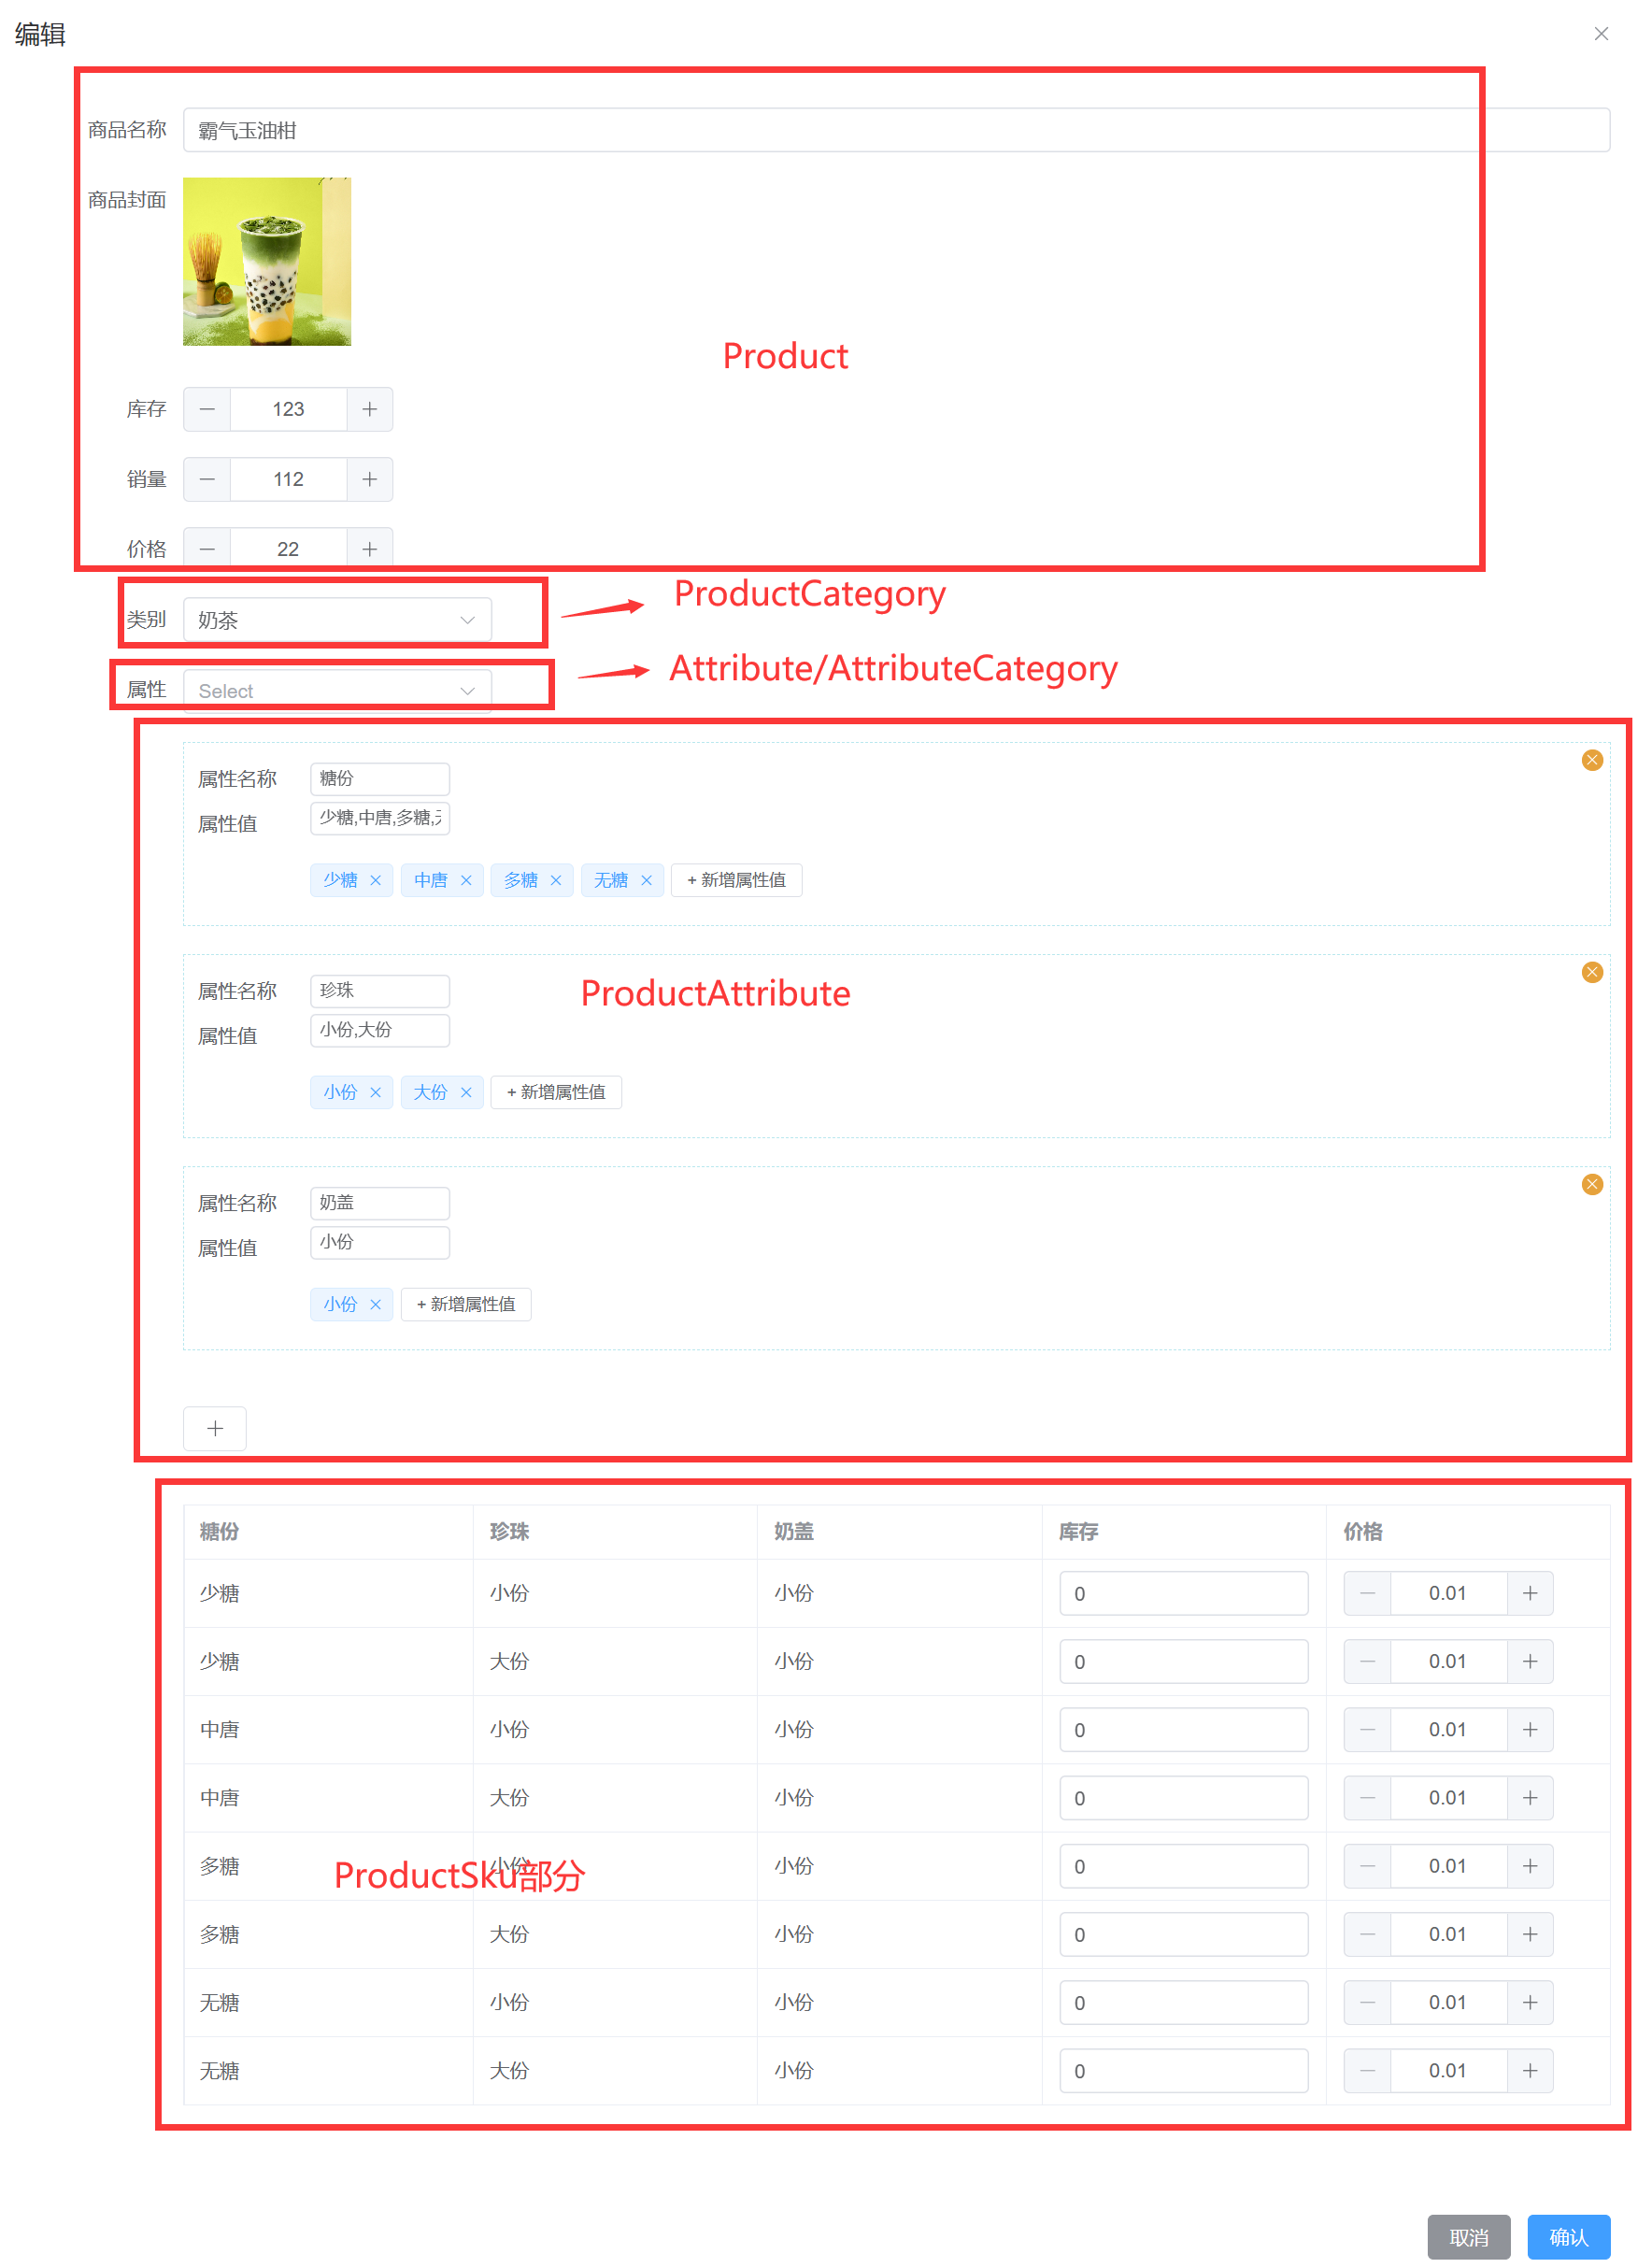 编辑
商品名称 霸气玉油柑
商品封面
Product
库存 123
销量 112
价格 22
类别 奶茶
ProductCategory
属性 Select
Attribute/AttributeCategory
属性名称 糖份
属性值 少糖,中唐,多糖,
少糖 中唐 多糖 无糖 + 新增属性值
属性名称 珍珠
ProductAttribute
属性值 小份,大份
小份 大份 + 新增属性值
属性名称 奶盖
属性值 小份
小份 + 新增属性值
糖份 珍珠 奶盖 库存 价格
少糖 小份 小份 0 0.01
少糖 大份 小份 0 0.01
中唐 小份 小份 0 0.01
中唐 大份 小份 0 0.01
多糖 小份 小份 0 0.01
ProductSku部分
多糖 大份 小份 0 0.01
无糖 小份 小份 0 0.01
无糖 大份 小份 0 0.01
取消 确认